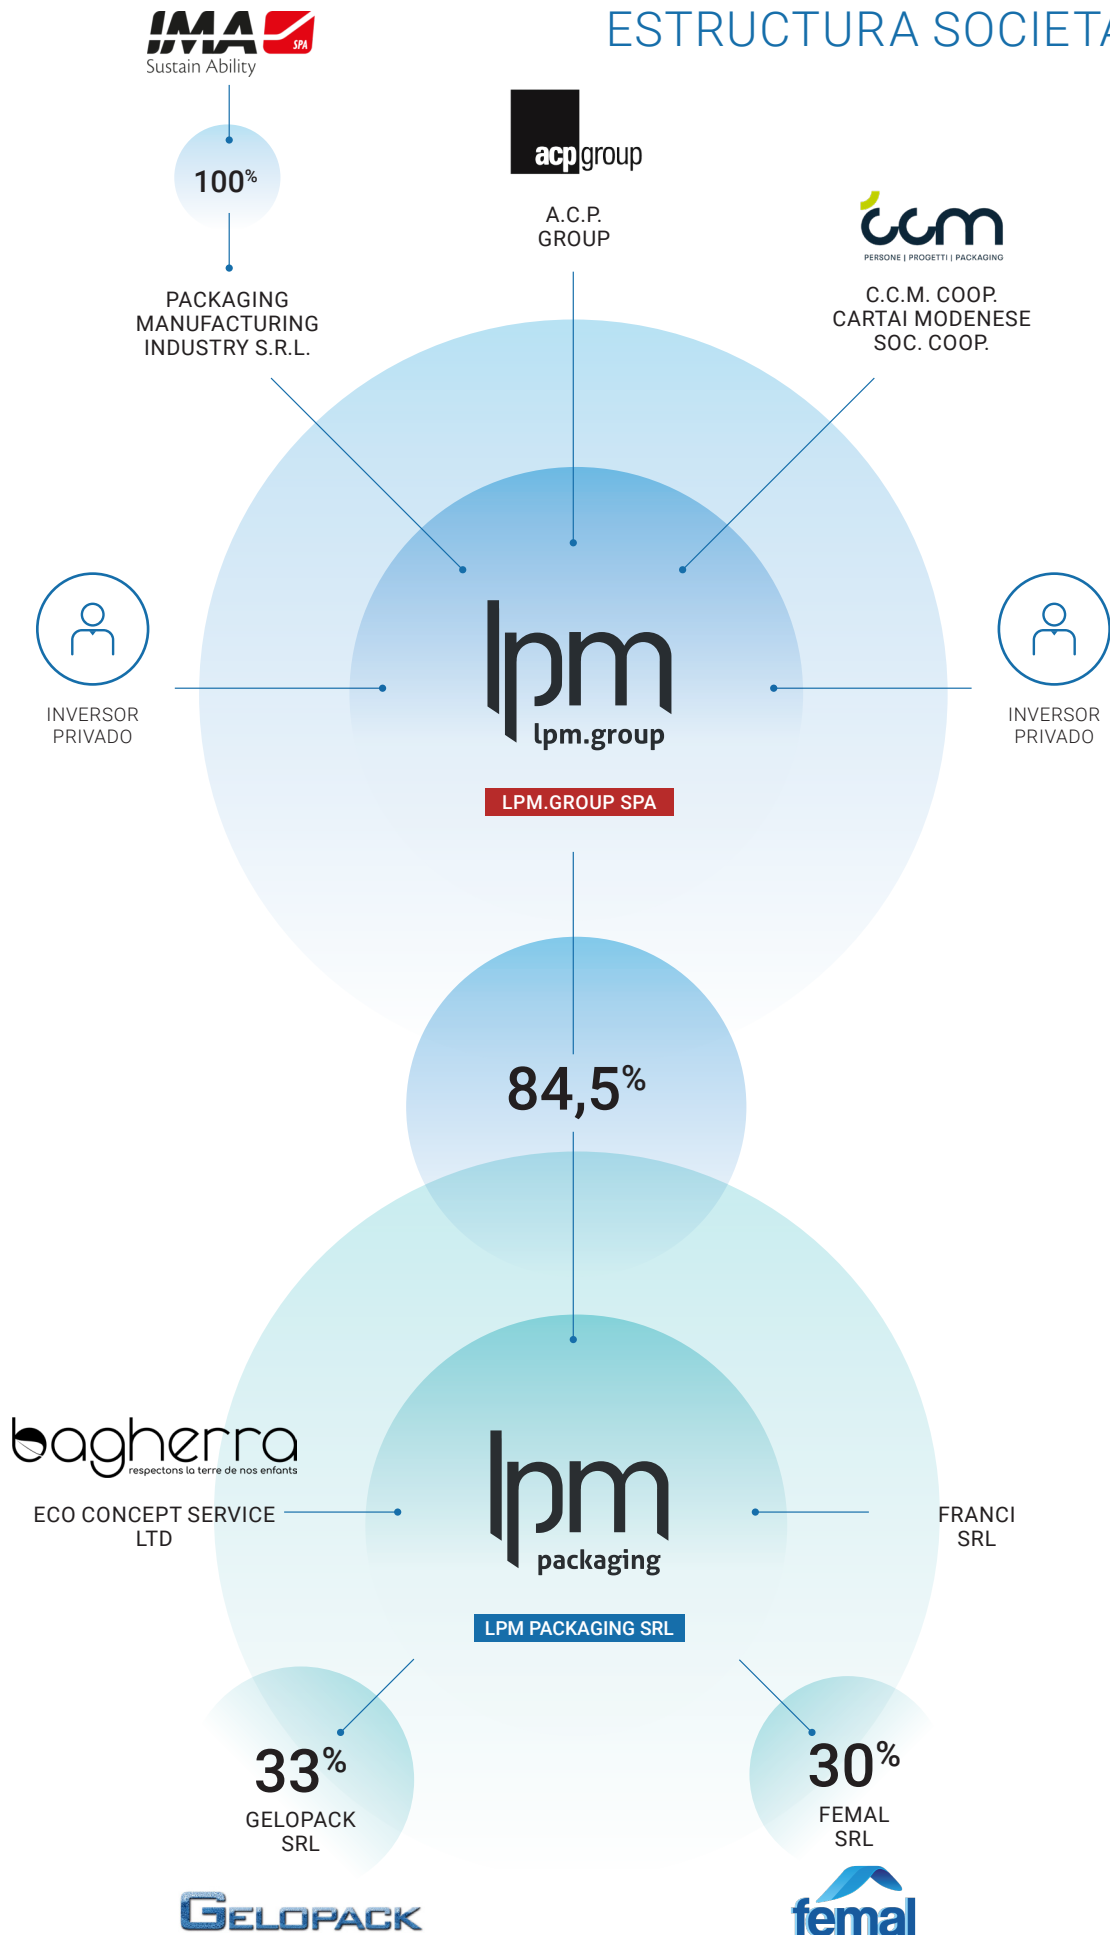 IMA SPA
Sustain Ability
ESTRUCTURA SOCIETA
100%
acp group
A.C.P.
GROUP
ccm
PERSONE | PROGETTI | PACKAGING
PACKAGING
MANUFACTURING
INDUSTRY S.R.L.
C.C.M. COOP.
CARTAI MODENESE
SOC. COOP.
INVERSOR
PRIVADO
lpm
lpm.group
LPM.GROUP SPA
INVERSOR
PRIVADO
84,5%
bagherra
respectons la terre de nos enfants
ECO CONCEPT SERVICE
LTD
lpm
packaging
LPM PACKAGING SRL
FRANCI
SRL
33%
GELOPACK
SRL
GELOPACK
30%
FEMAL
SRL
femal